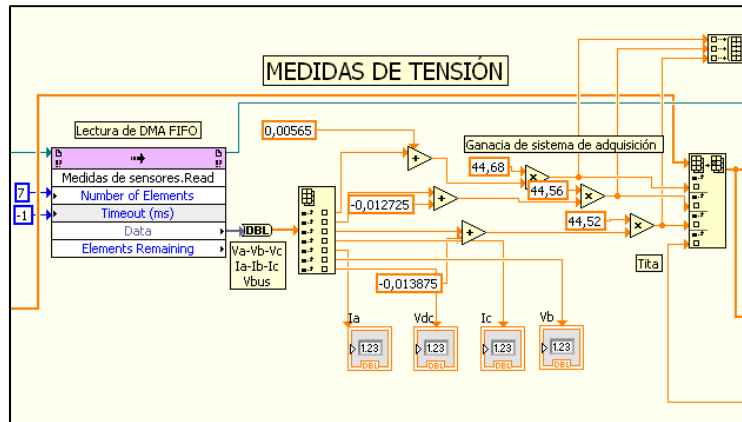 MEDIDAS DE TENSIÓN
Lectura de DMA FIFO
Medidas de sensores.Read
7
Number of Elements
-1
Timeout (ms)
Data
Elements Remaining
DBL
Va-Vb-Vc
Ia-Ib-Ic
Vbus
0,00565
-0,012725
-0,013875
Ganacia de sistema de adquisición
44,68
44,56
44,52
Tita
Ia
Vdc
Ic
Vb
1.23
1.23
1.23
1.23
DBL
DBL
DBL
DBL